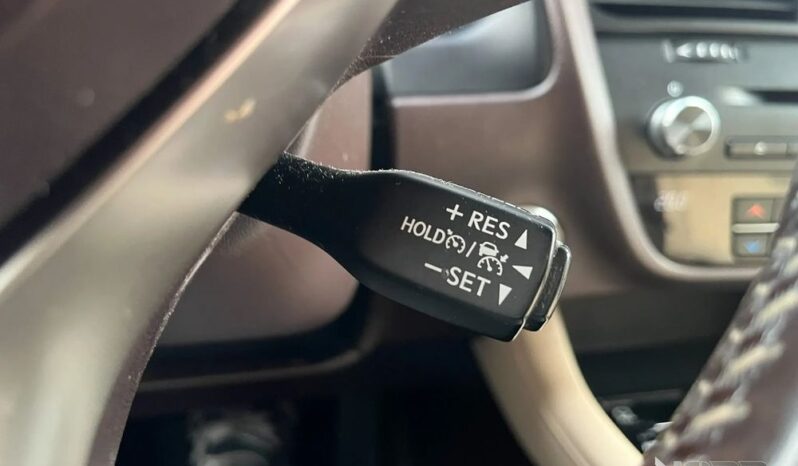 + RES ▲
HOLD /
− SET ▼